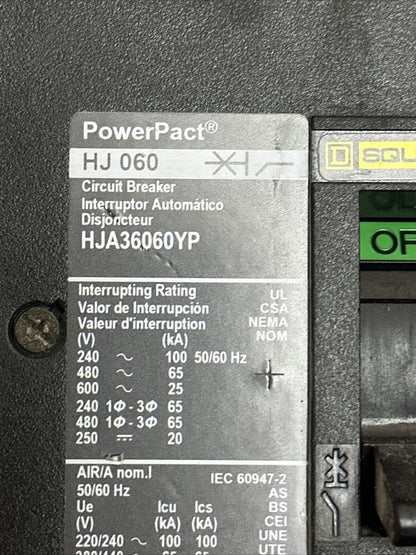 PowerPact®
HJ 060
Circuit Breaker
Interruptor Automático
Disjoncteur
HJA36060YP
D SQU
OF
Interrupting Rating UL
Valor de Interrupción CSA
Valeur d'interruption NEMA
(V) (kA) NOM
240 ~ 100 50/60 Hz
480 ~ 65
600 ~ 25
240 1Φ - 3Φ 65
480 1Φ - 3Φ 65
250 ⎓ 20
AIR/A nom.I IEC 60947-2
50/60 Hz AS
Ue Icu Ics BS
(V) (kA) (kA) CEI
220/240 ~ 100 100 UNE
UTE